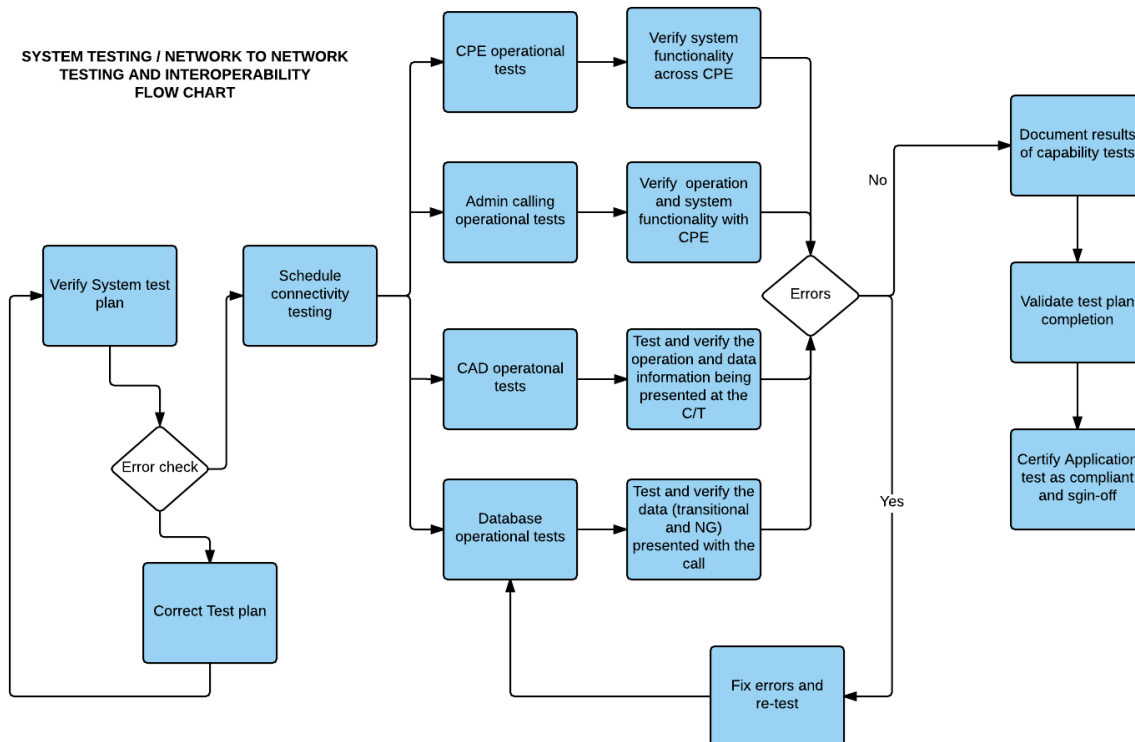 SYSTEM TESTING / NETWORK TO NETWORK
TESTING AND INTEROPERABILITY
FLOW CHART
Verify System test
plan
Error check
Correct Test plan
Schedule
connectivity
testing
CPE operational
tests
Verify system
functionality
across CPE
Admin calling
operational tests
Verify operation
and system
functionality with
CPE
CAD operatonal
tests
Test and verify the
operation and data
information being
presented at the
C/T
Database
operational tests
Test and verify the
data (transitional
and NG)
presented with the
call
Errors
No
Yes
Fix errors and
re-test
Document results
of capability tests
Validate test plan
completion
Certify Application
test as compliant
and sgin-off